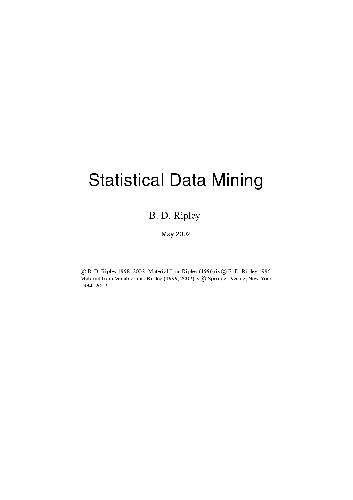 Statistical Data Mining
B. D. Ripley
May 2002
© B. D. Ripley 1998–2002. Material from Ripley (1996) is © B. D. Ripley 1996.
Material from Venables and Ripley (1999, 2002) is © Springer-Verlag, New York